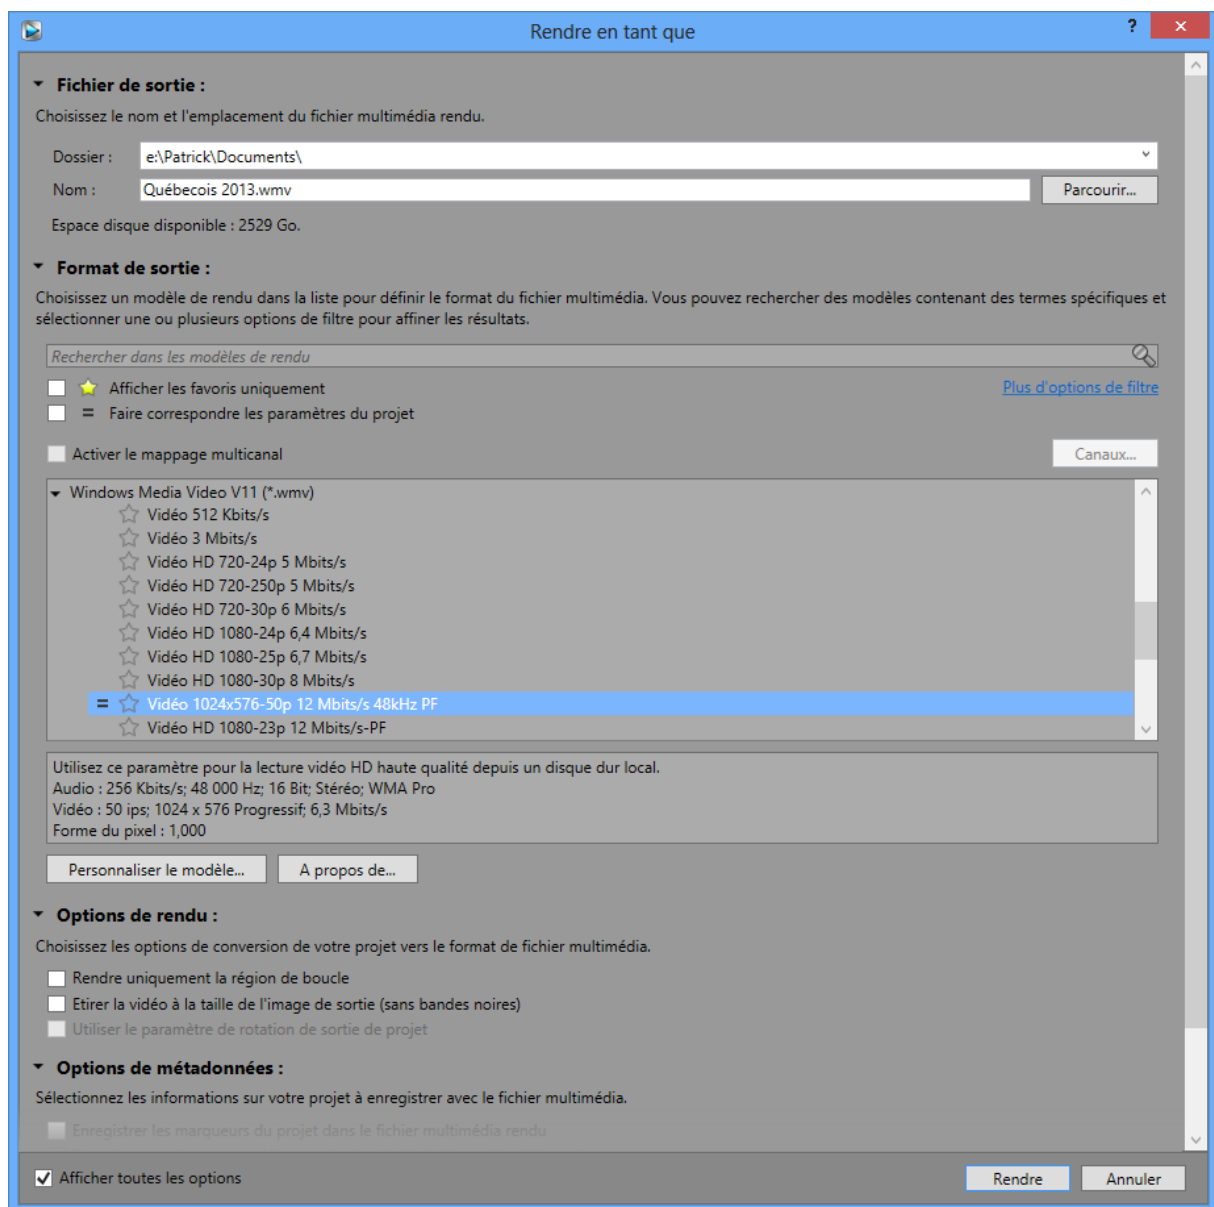 Rendre en tant que
?
Fichier de sortie :
Choisissez le nom et l'emplacement du fichier multimédia rendu.
Dossier : e:\Patrick\Documents\
Nom : Québecois 2013.wmv Parcourir...
Espace disque disponible : 2529 Go.
Format de sortie :
Choisissez un modèle de rendu dans la liste pour définir le format du fichier multimédia. Vous pouvez rechercher des modèles contenant des termes spécifiques et
sélectionner une ou plusieurs options de filtre pour affiner les résultats.
Rechercher dans les modèles de rendu
Afficher les favoris uniquement Plus d'options de filtre
= Faire correspondre les paramètres du projet
Activer le mappage multicanal Canaux...
Windows Media Video V11 (*.wmv)
Vidéo 512 Kbits/s
Vidéo 3 Mbits/s
Vidéo HD 720-24p 5 Mbits/s
Vidéo HD 720-250p 5 Mbits/s
Vidéo HD 720-30p 6 Mbits/s
Vidéo HD 1080-24p 6,4 Mbits/s
Vidéo HD 1080-25p 6,7 Mbits/s
Vidéo HD 1080-30p 8 Mbits/s
= Vidéo 1024x576-50p 12 Mbits/s 48kHz PF
Vidéo HD 1080-23p 12 Mbits/s-PF
Utilisez ce paramètre pour la lecture vidéo HD haute qualité depuis un disque dur local.
Audio : 256 Kbits/s; 48 000 Hz; 16 Bit; Stéréo; WMA Pro
Vidéo : 50 ips; 1024 x 576 Progressif; 6,3 Mbits/s
Forme du pixel : 1,000
Personnaliser le modèle... A propos de...
Options de rendu :
Choisissez les options de conversion de votre projet vers le format de fichier multimédia.
Rendre uniquement la région de boucle
Etirer la vidéo à la taille de l'image de sortie (sans bandes noires)
Utiliser le paramètre de rotation de sortie de projet
Options de métadonnées :
Sélectionnez les informations sur votre projet à enregistrer avec le fichier multimédia.
Enregistrer les marqueurs du projet dans le fichier multimédia rendu
Afficher toutes les options Rendre Annuler